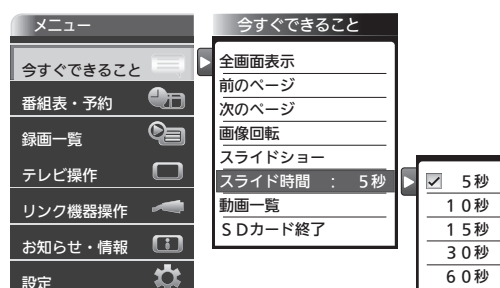 メニュー
今すぐできること
番組表・予約
録画一覧
テレビ操作
リンク機器操作
お知らせ・情報
設定
今すぐできること
全画面表示
前のページ
次のページ
画像回転
スライドショー
スライド時間 : 5秒
動画一覧
ＳＤカード終了
5秒
１０秒
１５秒
３０秒
６０秒